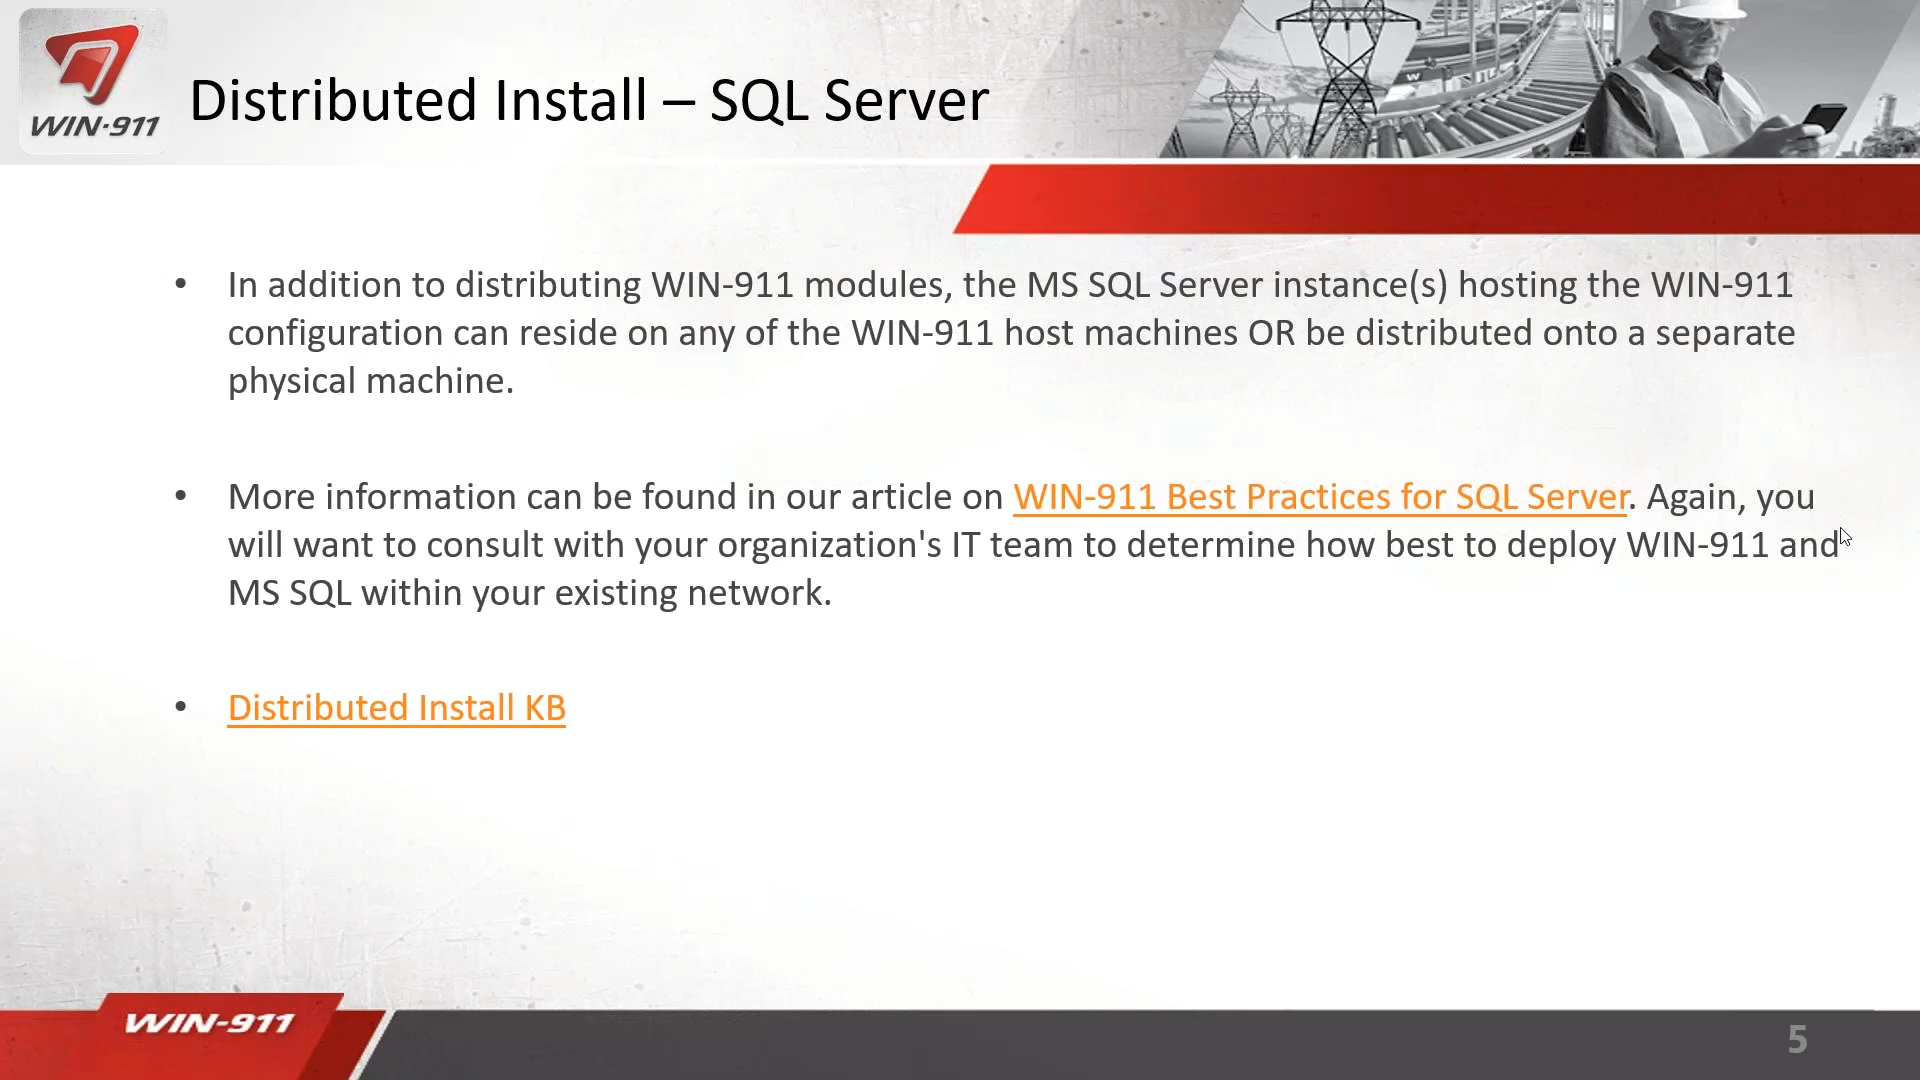 WIN-911
Distributed Install – SQL Server
• In addition to distributing WIN-911 modules, the MS SQL Server instance(s) hosting the WIN-911
configuration can reside on any of the WIN-911 host machines OR be distributed onto a separate
physical machine.
• More information can be found in our article on WIN-911 Best Practices for SQL Server. Again, you
will want to consult with your organization's IT team to determine how best to deploy WIN-911 and
MS SQL within your existing network.
• Distributed Install KB
WIN-911
5